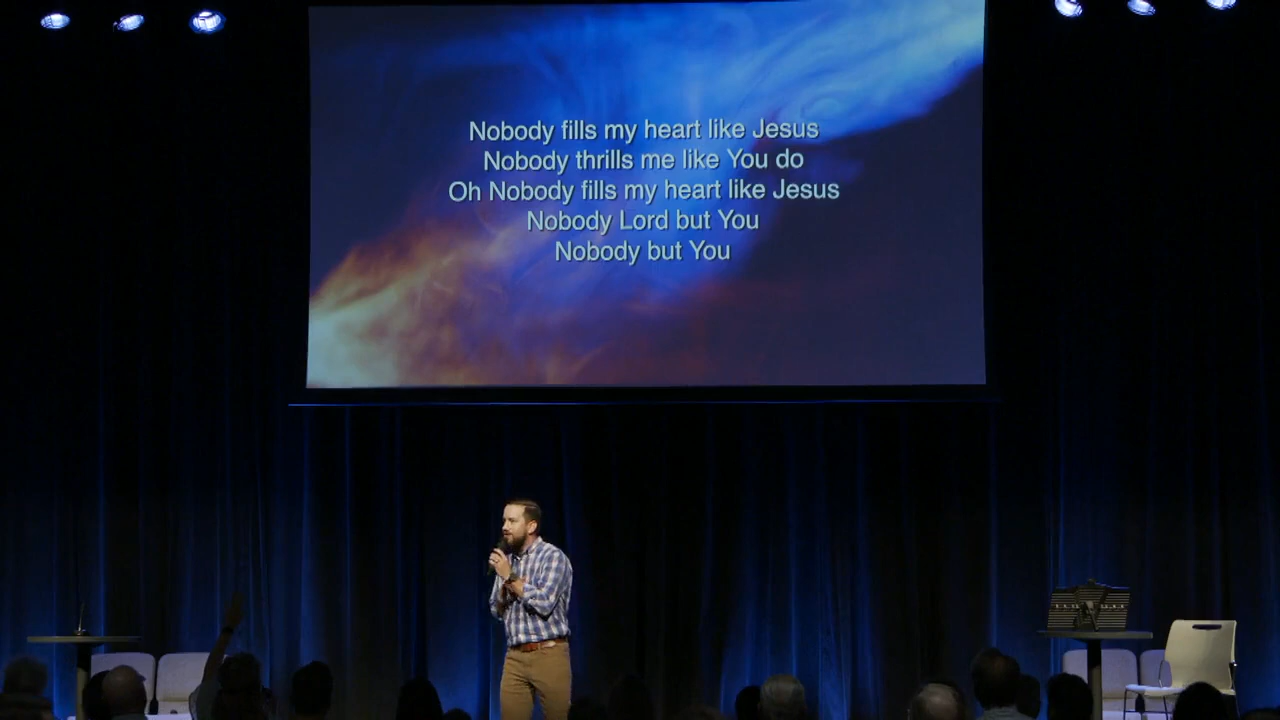 Nobody fills my heart like Jesus
Nobody thrills me like You do
Oh Nobody fills my heart like Jesus
Nobody Lord but You
Nobody but You